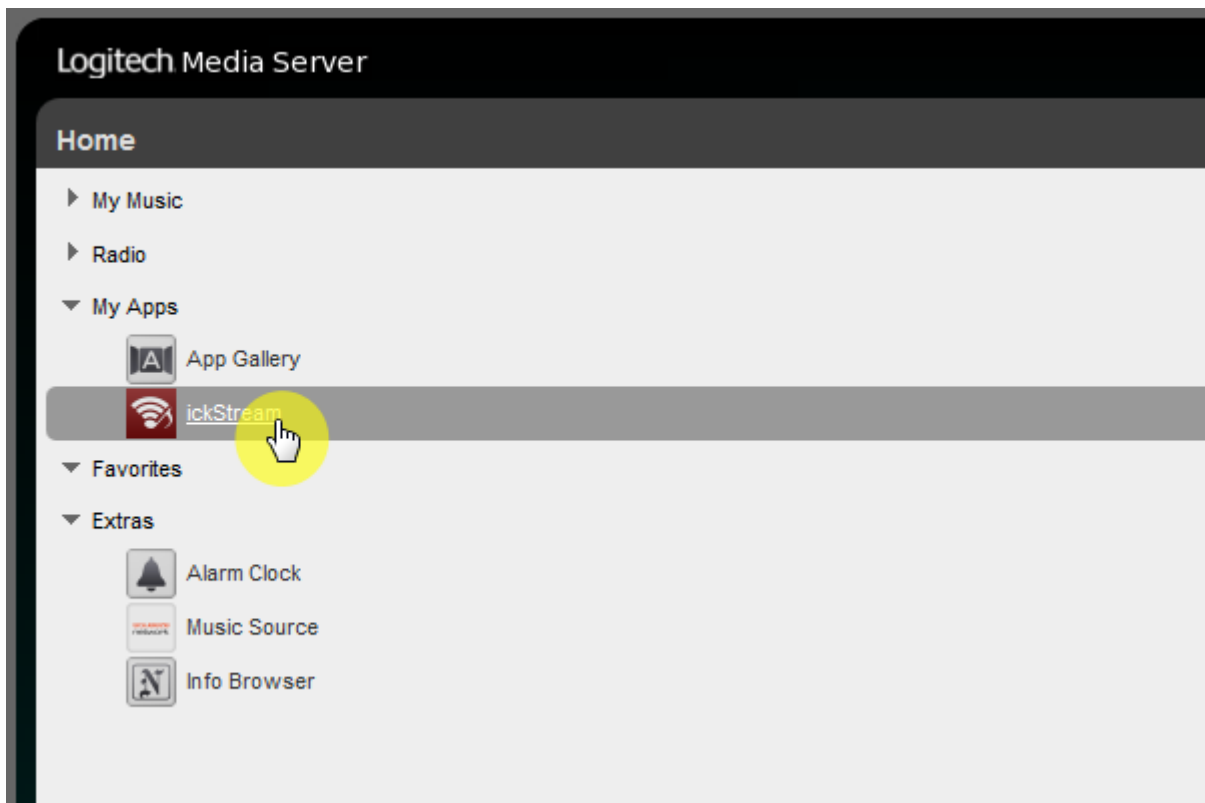 Logitech Media Server
Home
My Music
Radio
My Apps
App Gallery
ickStream
Favorites
Extras
Alarm Clock
Music Source
Info Browser